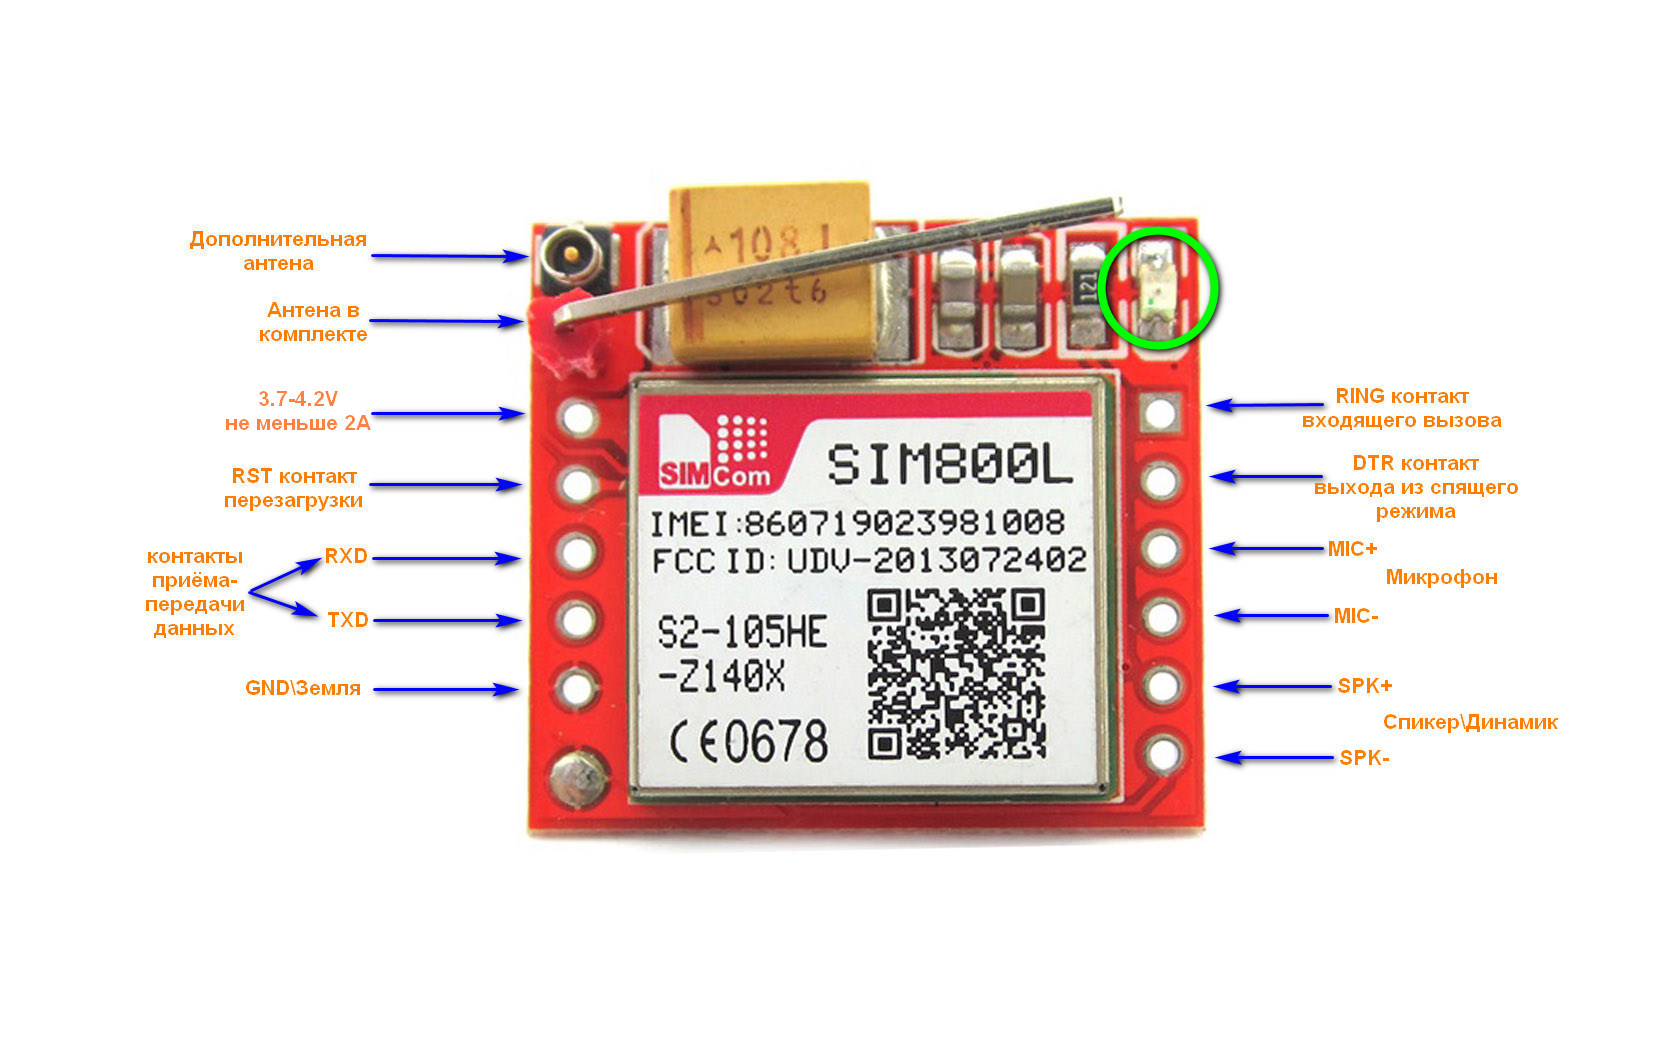 Дополнительная
антена
Антена в
комплекте
3.7-4.2V
не меньше 2А
RST контакт
перезагрузки
контакты
приёма-
передачи
данных
RXD
TXD
GND\Земля
108
302t6
121
SIMCom
SIM800L
IMEI:860719023981008
FCC ID: UDV-2013072402
S2-105HE
-Z140X
CE0678
RING контакт
входящего вызова
DTR контакт
выхода из спящего
режима
MIC+
Микрофон
MIC-
SPK+
Спикер\Динамик
SPK-